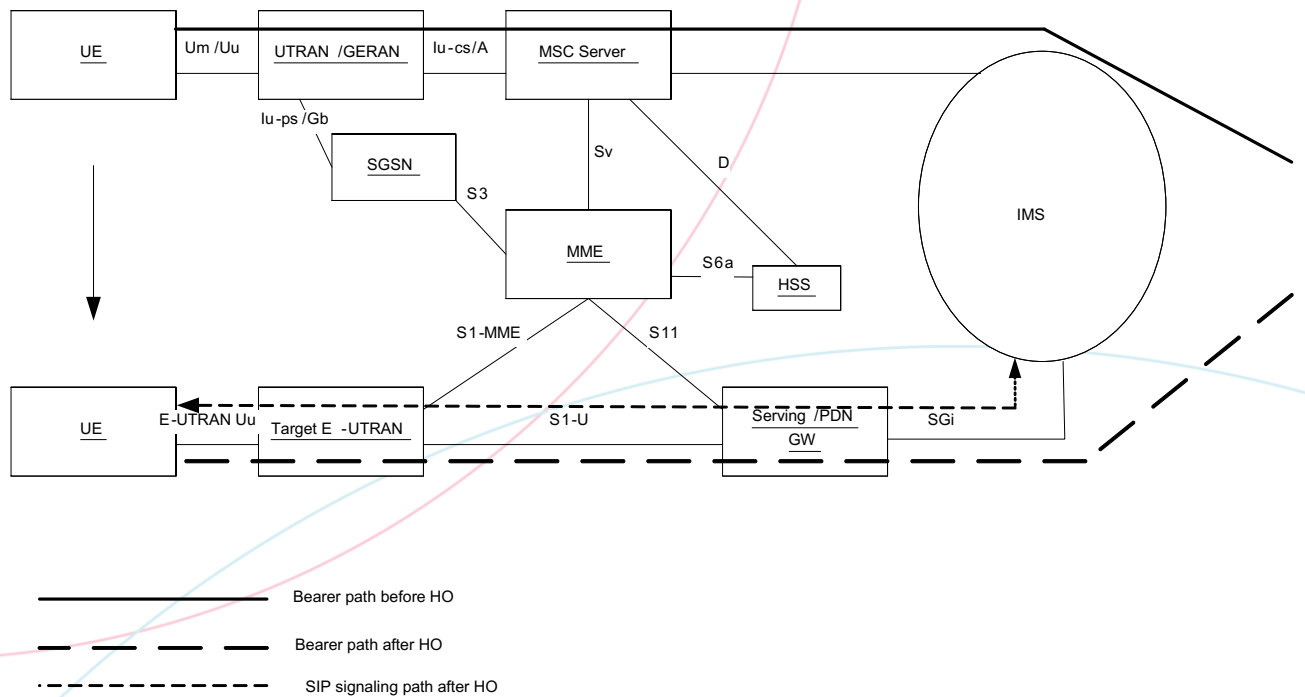 UE
Um /Uu
UTRAN /GERAN
Iu-cs/A
MSC Server
Iu-ps /Gb
SGSN
S3
Sv
D
MME
S6a
HSS
IMS
S1-MME
S11
UE
E-UTRAN Uu
Target E -UTRAN
S1-U
Serving /PDN
GW
SGi
Bearer path before HO
Bearer path after HO
SIP signaling path after HO